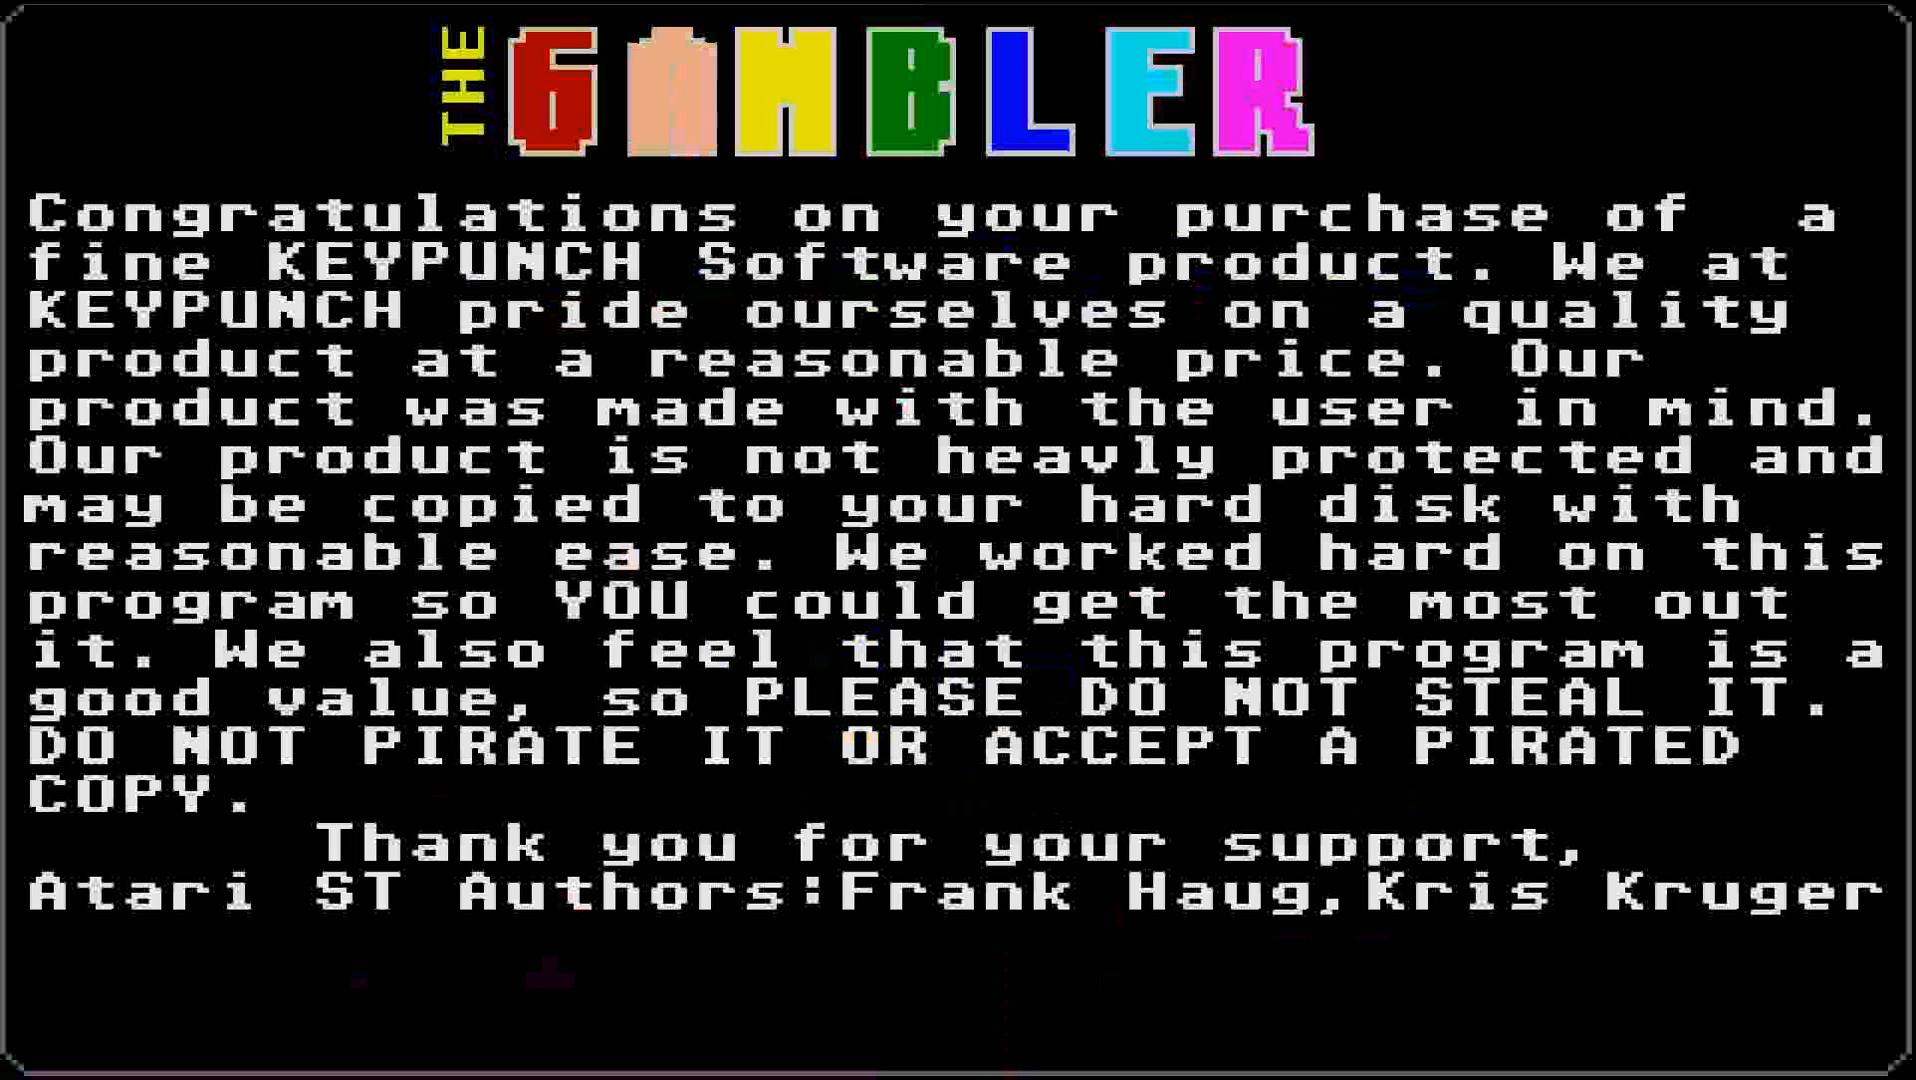 THE GAMBLER
Congratulations on your purchase of  a
fine KEYPUNCH Software product. We at
KEYPUNCH pride ourselves on a quality
product at a reasonable price. Our
product was made with the user in mind.
Our product is not heavly protected and
may be copied to your hard disk with
reasonable ease. We worked hard on this
program so YOU could get the most out
it. We also feel that this program is a
good value, so PLEASE DO NOT STEAL IT.
DO NOT PIRATE IT OR ACCEPT A PIRATED
COPY.
Thank you for your support,
Atari ST Authors:Frank Haug,Kris Kruger